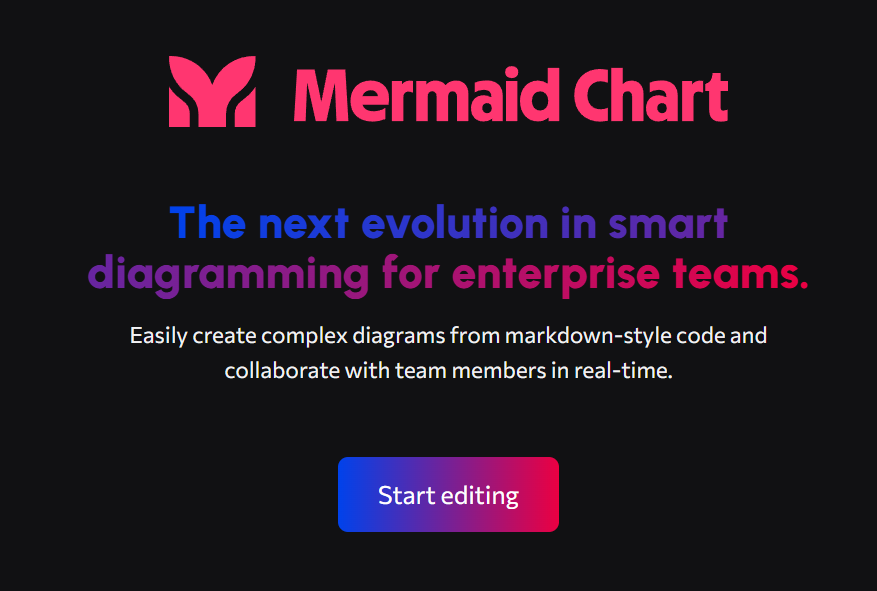 Mermaid Chart
The next evolution in smart
diagramming for enterprise teams.
Easily create complex diagrams from markdown-style code and
collaborate with team members in real-time.
Start editing